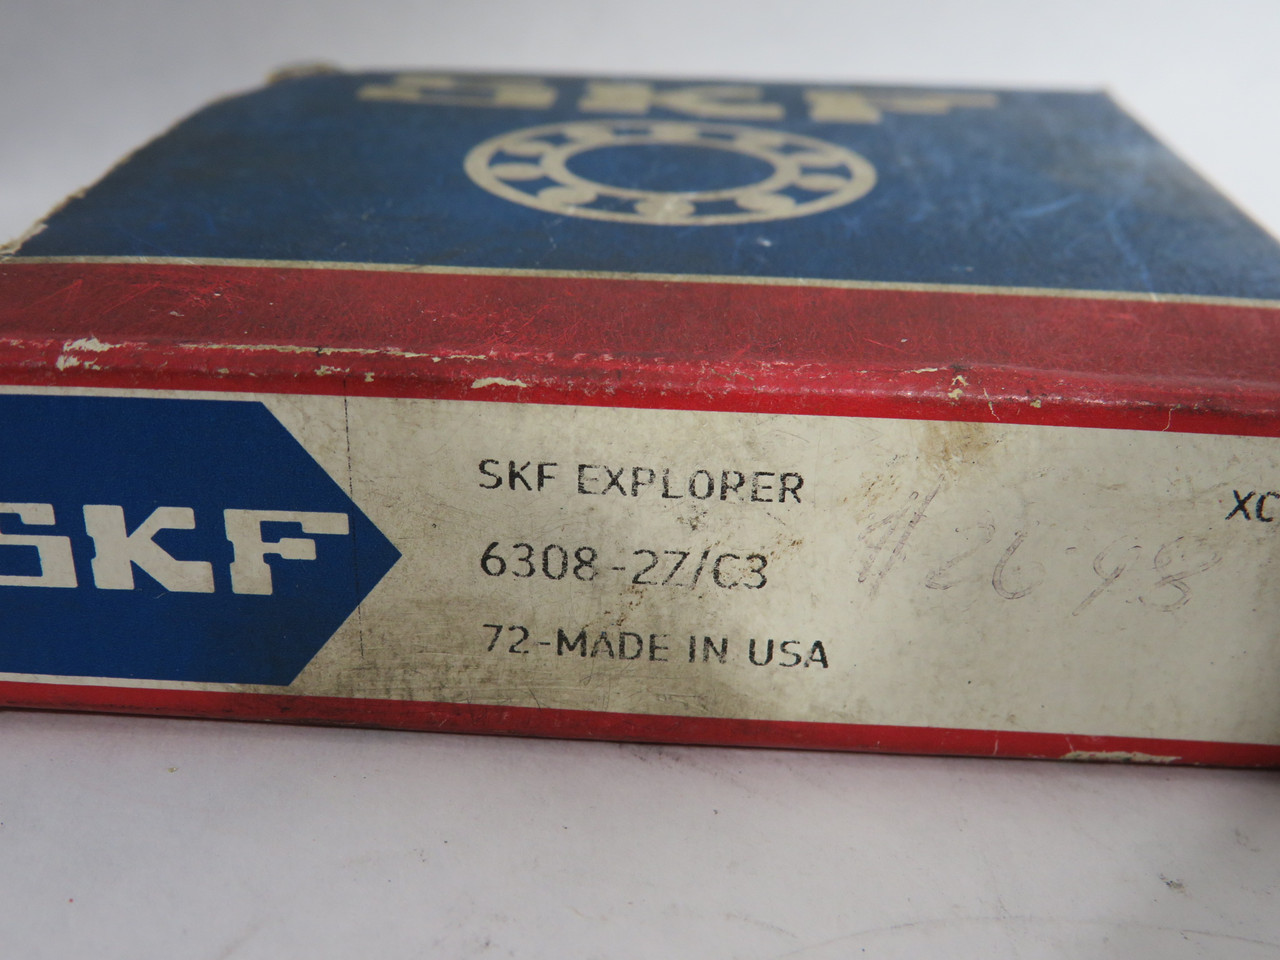 SKF
SKF
SKF EXPLORER
XC
6308-2Z/C3
72-MADE IN USA